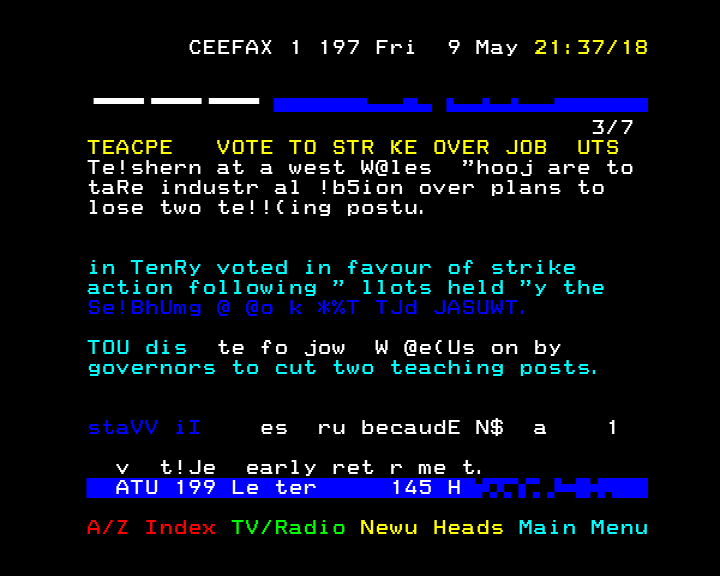 CEEFAX 1 197 Fri 9 May 21:37/18
3/7
TEACPE VOTE TO STR KE OVER JOB UTS
Te!shern at a west W@les "hooj are to
taRe industr al !b5ion over plans to
lose two te!!(ing postu.
in TenRy voted in favour of strike
action following " llots held "y the
Se!BhUmg @ @o k *%T TJd JASUWT.
TOU dis te fo jow W @e(Us on by
governors to cut two teaching posts.
staVV iI es ru becaudE N$ a 1
v t!Je early ret r me t.
ATU 199 Le ter 145 H
A/Z Index TV/Radio Newu Heads Main Menu